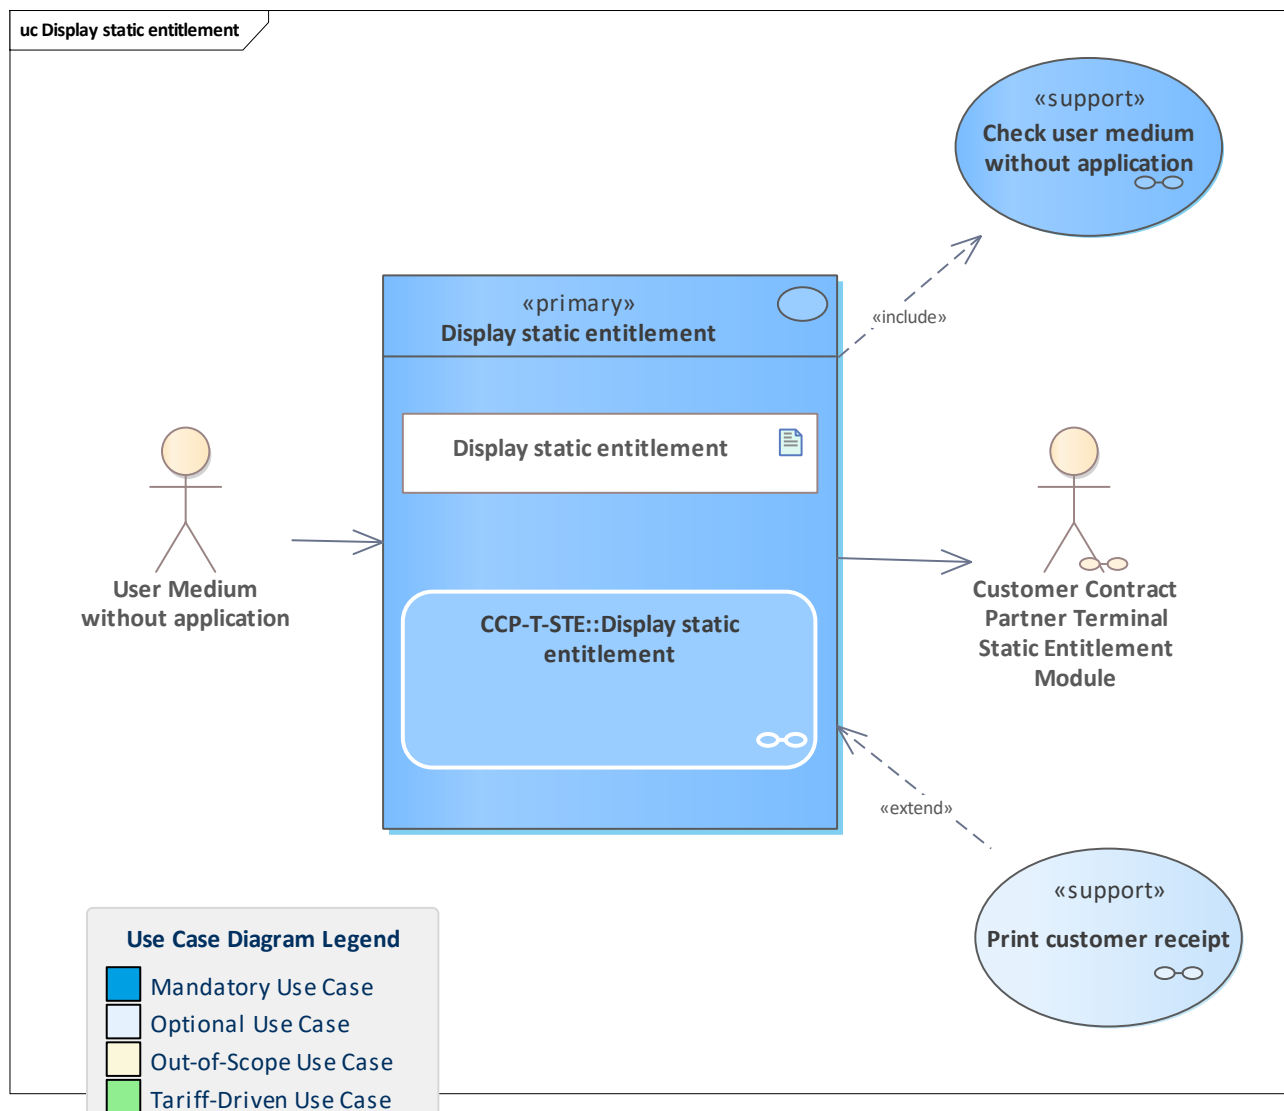 uc Display static entitlement
«support»
Check user medium
without application
«primary»
Display static entitlement
«include»
Display static entitlement
User Medium
without application
CCP-T-STE::Display static
entitlement
Customer Contract
Partner Terminal
Static Entitlement
Module
«extend»
«support»
Print customer receipt
Use Case Diagram Legend
Mandatory Use Case
Optional Use Case
Out-of-Scope Use Case
Tariff-Driven Use Case